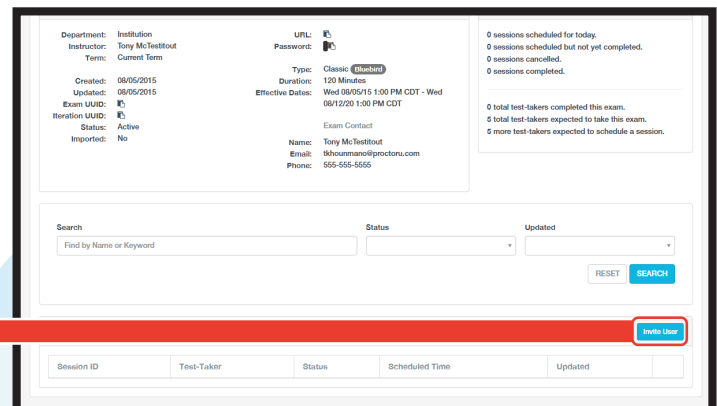 Department: Institution
Instructor: Tony McTestitout
Term: Current Term
Created: 08/05/2015
Updated: 08/05/2015
Exam UUID:
Iteration UUID:
Status: Active
Imported: No
URL:
Password:
Type: Classic Bluebird
Duration: 120 Minutes
Effective Dates: Wed 08/05/15 1:00 PM CDT - Wed
08/12/20 1:00 PM CDT
Exam Contact
Name: Tony McTestitout
Email: tkhounmano@proctoru.com
Phone: 555-555-5555
0 sessions scheduled for today.
0 sessions scheduled but not yet completed.
0 sessions cancelled.
0 sessions completed.
0 total test-takers completed this exam.
5 total test-takers expected to take this exam.
5 more test-takers expected to schedule a session.
Search Status Updated
Find by Name or Keyword
RESET SEARCH
Invite User
Session ID Test-Taker Status Scheduled Time Updated